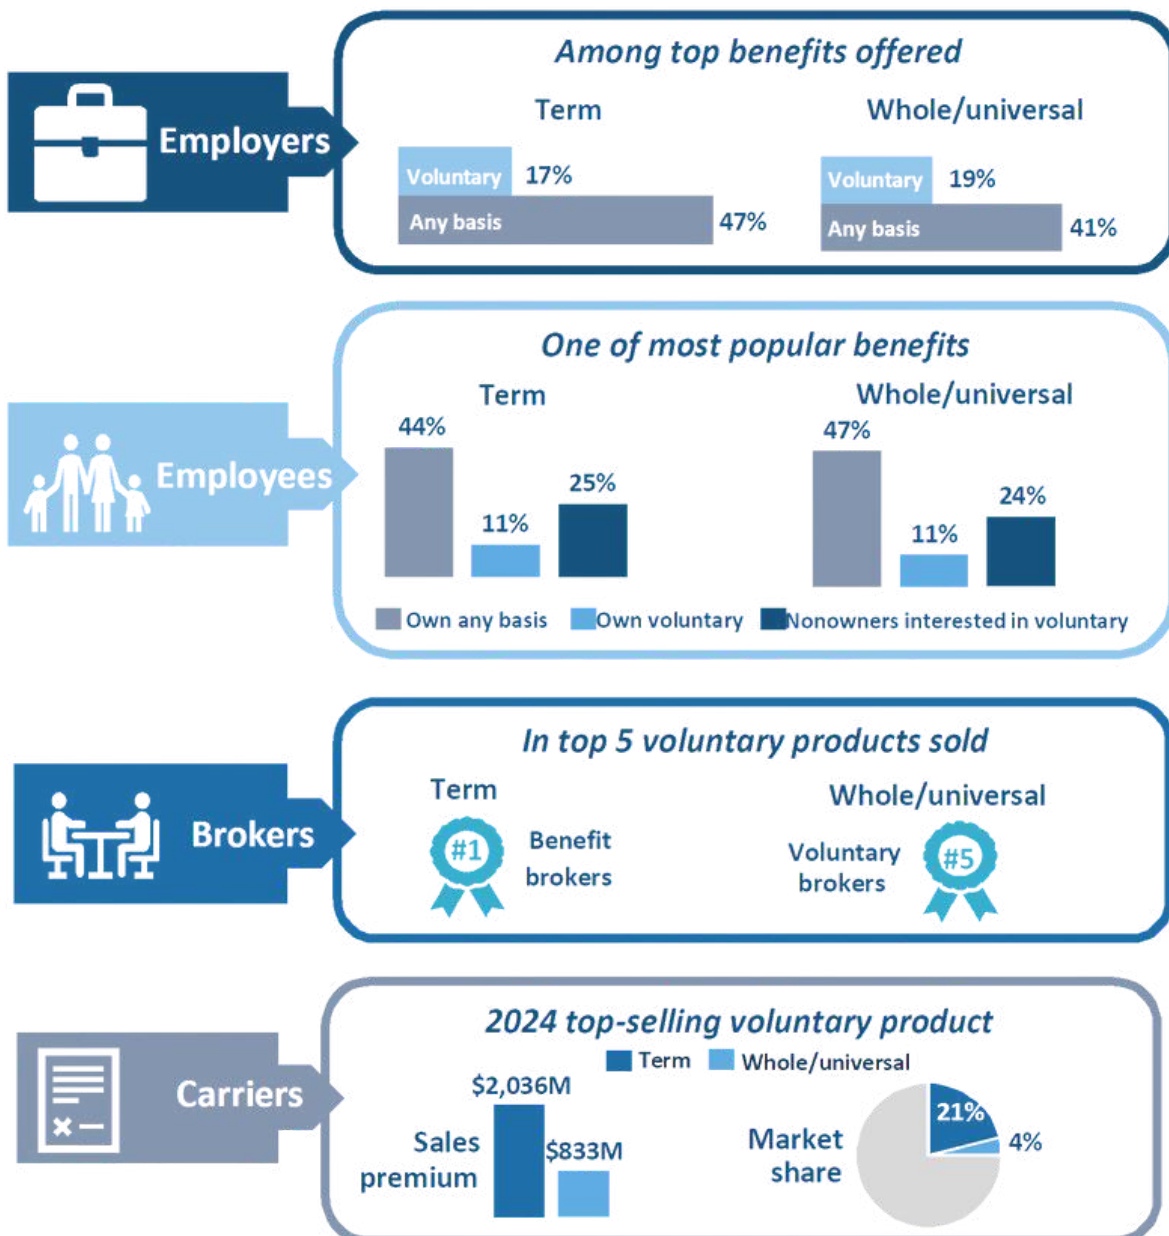 Employers
Among top benefits offered
Term
Voluntary 17%
Any basis 47%
Whole/universal
Voluntary 19%
Any basis 41%
Employees
One of most popular benefits
Term
44%
11%
25%
Whole/universal
47%
11%
24%
Own any basis Own voluntary Nonowners interested in voluntary
Brokers
In top 5 voluntary products sold
Term
#1
Benefit
brokers
Whole/universal
Voluntary
brokers
#5
Carriers
2024 top-selling voluntary product
Term Whole/universal
Sales
premium
$2,036M
$833M
Market
share
21%
4%